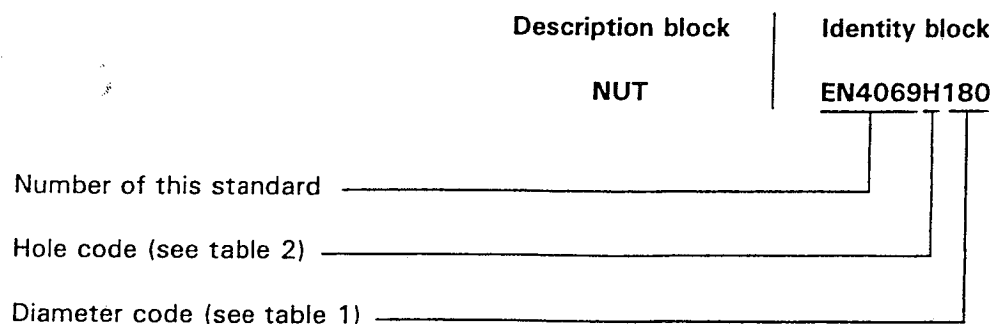 Description block Identity block
NUT EN4069H180
Number of this standard
Hole code (see table 2)
Diameter code (see table 1)